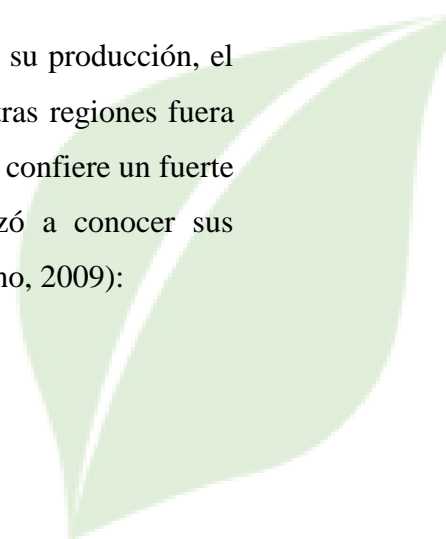 su producción, el
tras regiones fuera
confiere un fuerte
zó a conocer sus
no, 2009):